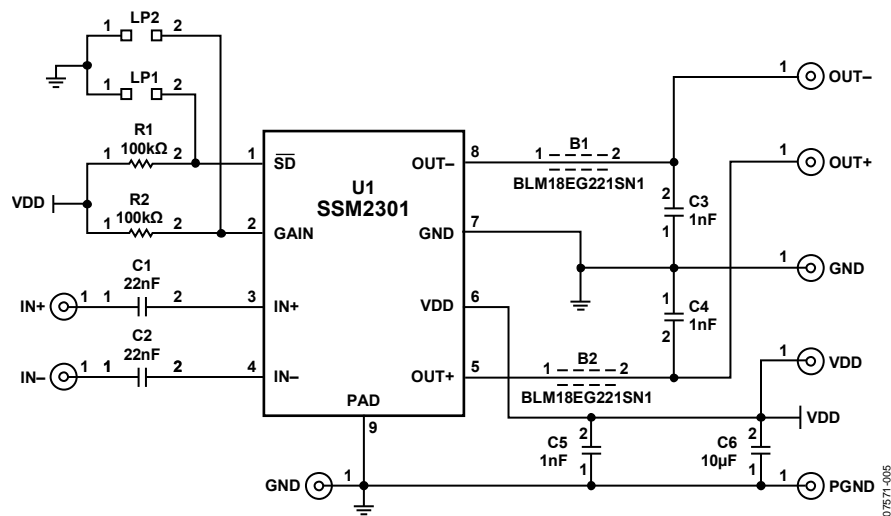 LP2
1 2
LP1
1 2
R1
100kΩ
1 2
VDD
R2
100kΩ
1 2
C1
22nF
IN+ 1 1 2
C2
22nF
IN– 1 1 2
U1
SSM2301
1 SD
2 GAIN
3 IN+
4 IN–
OUT– 8
GND 7
VDD 6
OUT+ 5
PAD
9
B1
1 2
BLM18EG221SN1
B2
1 2
BLM18EG221SN1
2 C3
1nF
1
1 C4
1nF
2
1 OUT–
1 OUT+
1 GND
1 VDD
VDD
2
C5
1nF
1
2
C6
10µF
1
GND 1
1 PGND
07571-005